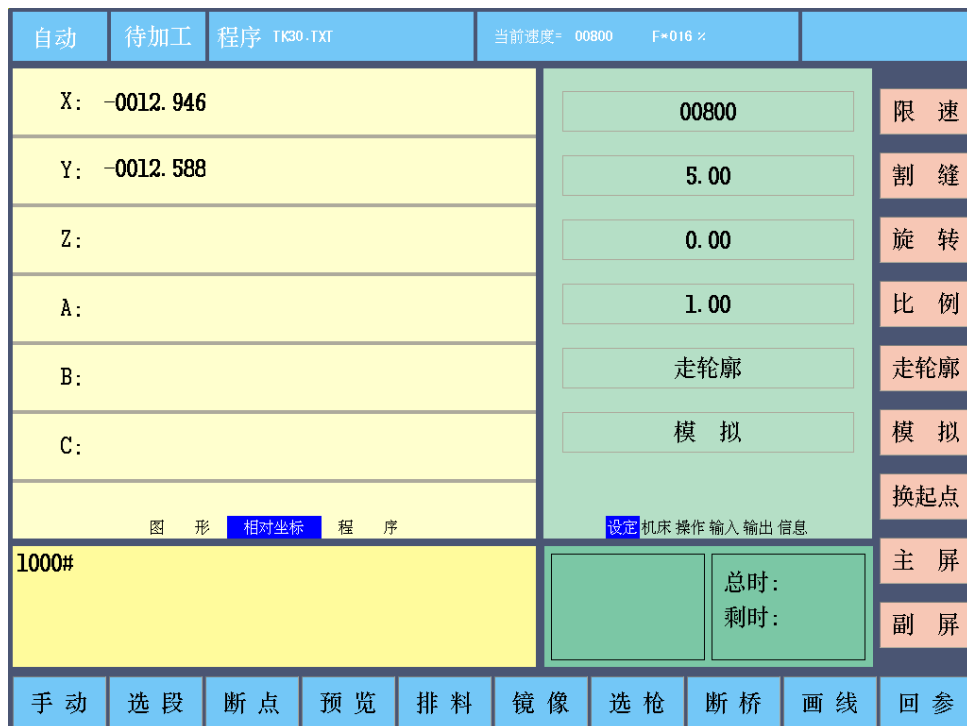 自动 待加工 程序 TK30.TXT 当前速度= 00800 F*016 %
X: -0012.946
Y: -0012.588
Z:
A:
B:
C:
图 形 相对坐标 程 序
00800
5.00
0.00
1.00
走轮廓
模 拟
设定 机床 操作 输入 输出 信息
限 速
割 缝
旋 转
比 例
走轮廓
模 拟
换起点
主 屏
副 屏
1000#
总时:
剩时:
手 动 选 段 断 点 预 览 排 料 镜 像 选 枪 断 桥 画 线 回 参